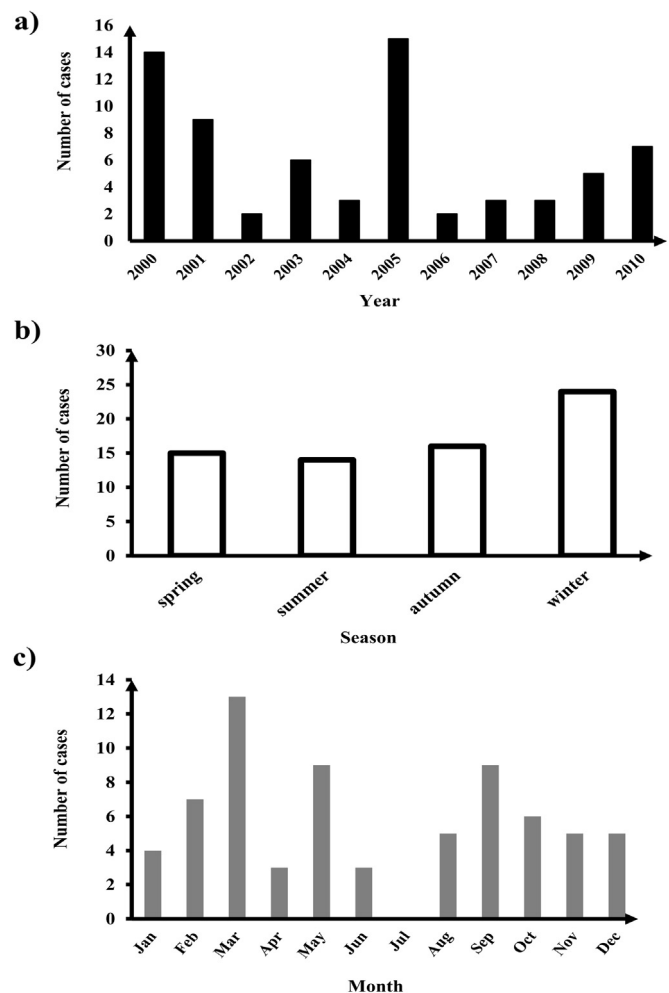 a)
16
14
12
10
8
6
4
2
0
Number of cases
2000 2001 2002 2003 2004 2005 2006 2007 2008 2009 2010
Year
b)
30
25
20
15
10
5
0
Number of cases
spring summer autumn winter
Season
c)
14
12
10
8
6
4
2
0
Number of cases
Jan Feb Mar Apr May Jun Jul Aug Sep Oct Nov Dec
Month